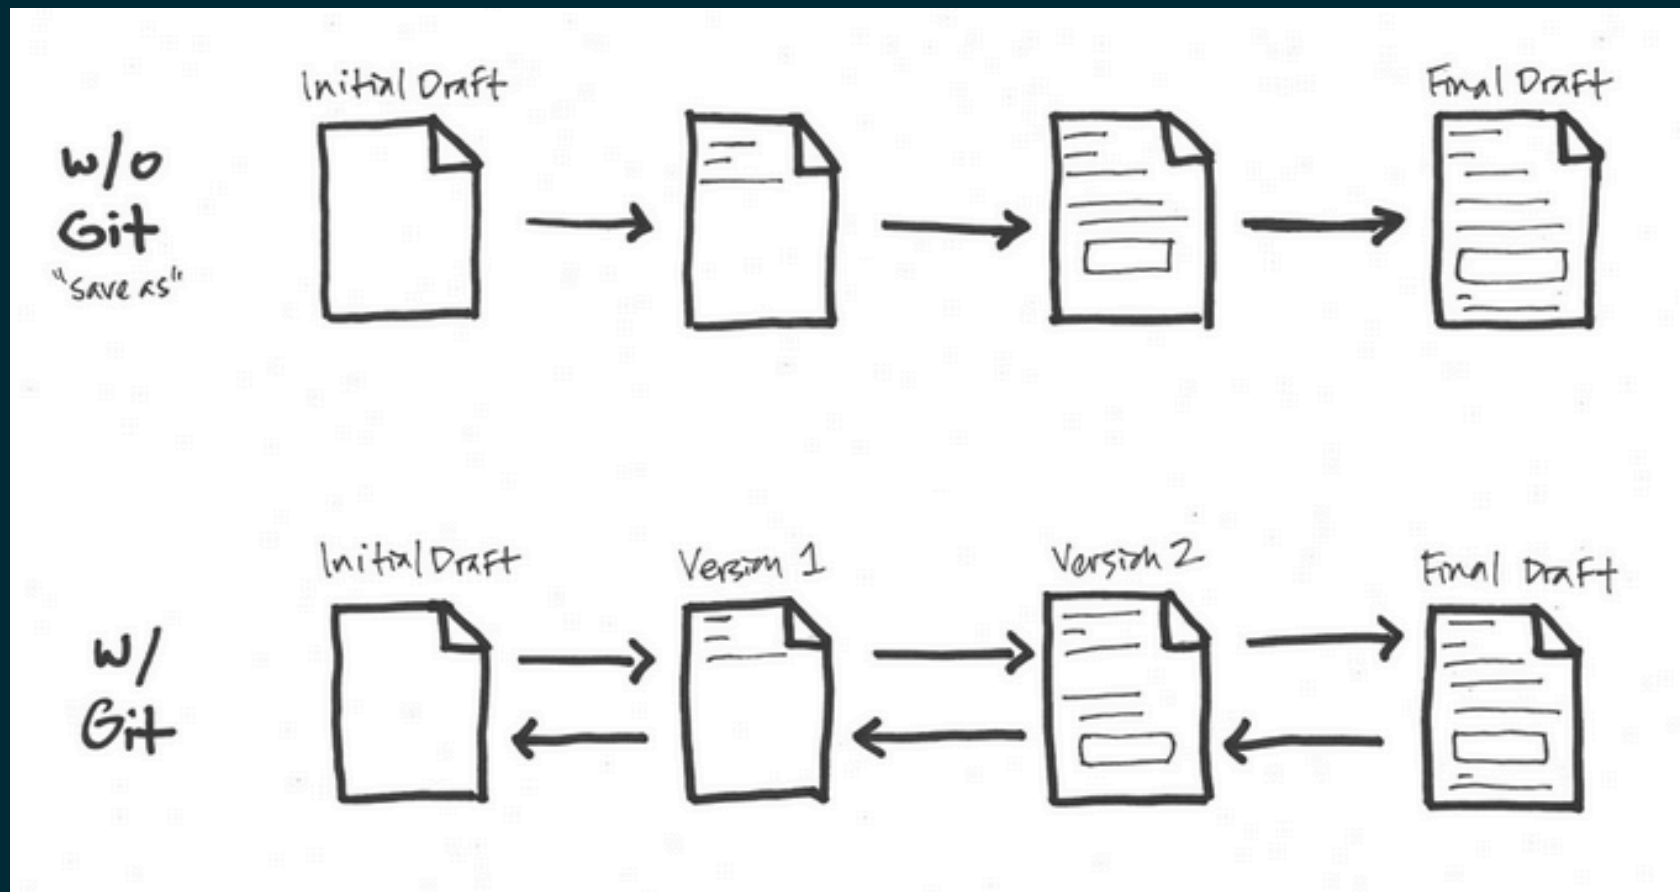 Initial Draft
Final Draft
w/o
Git
"save as"
Initial Draft
Version 1
Version 2
Final Draft
w/
Git